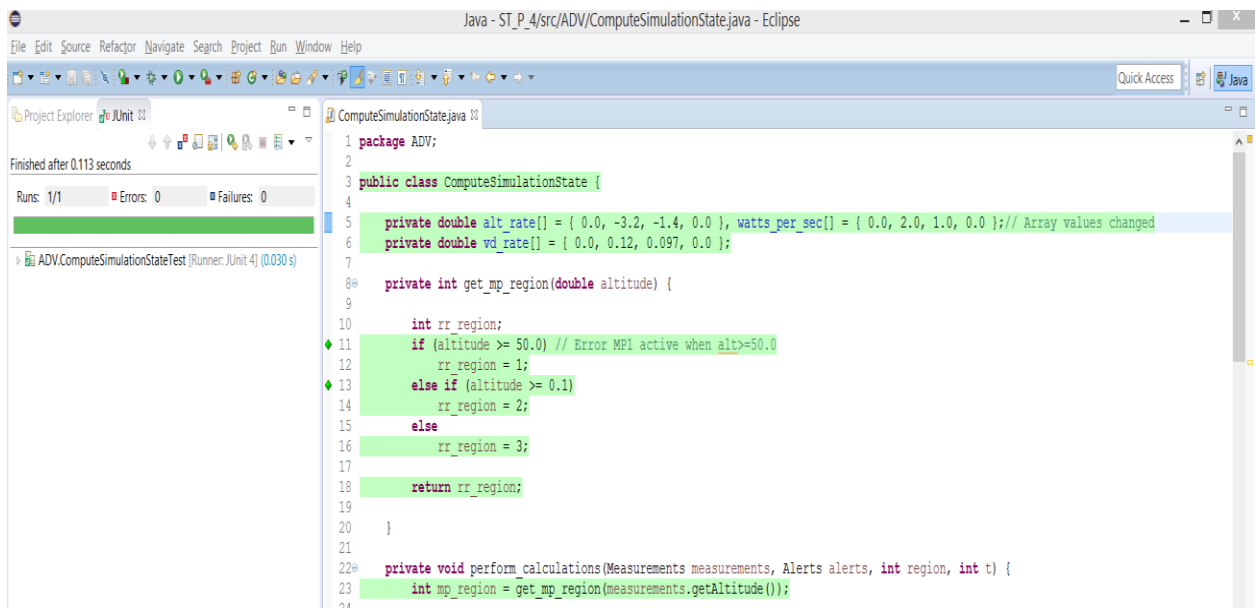 Java - ST_P_4/src/ADV/ComputeSimulationState.java - Eclipse
X
File Edit Source Refactor Navigate Search Project Run Window Help
Quick Access Java
Project Explorer JUnit
Finished after 0.113 seconds
Runs: 1/1 Errors: 0 Failures: 0
ADV.ComputeSimulationStateTest [Runner: JUnit 4] (0.030 s)
ComputeSimulationState.java
1 package ADV;
2
3 public class ComputeSimulationState {
4
5 private double alt_rate[] = { 0.0, -3.2, -1.4, 0.0 }, watts_per_sec[] = { 0.0, 2.0, 1.0, 0.0 };// Array values changed
6 private double vd_rate[] = { 0.0, 0.12, 0.097, 0.0 };
7
8 private int get_mp_region(double altitude) {
9
10 int rr_region;
11 if (altitude >= 50.0) // Error MP1 active when alt>=50.0
12 rr_region = 1;
13 else if (altitude >= 0.1)
14 rr_region = 2;
15 else
16 rr_region = 3;
17
18 return rr_region;
19
20 }
21
22 private void perform_calculations(Measurements measurements, Alerts alerts, int region, int t) {
23 int mp_region = get_mp_region(measurements.getAltitude());
24